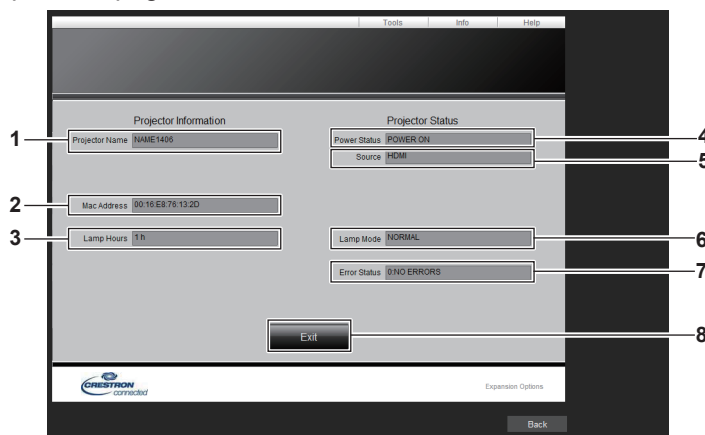 Tools Info Help
Projector Information Projector Status
1 Projector Name NAME1406 Power Status POWER ON 4
Source HDMI 5
2 Mac Address 00:16:E8:76:13:2D
3 Lamp Hours 1 h Lamp Mode NORMAL 6
Error Status 0:NO ERRORS 7
Exit 8
CRESTRON connected Expansion Options
Back